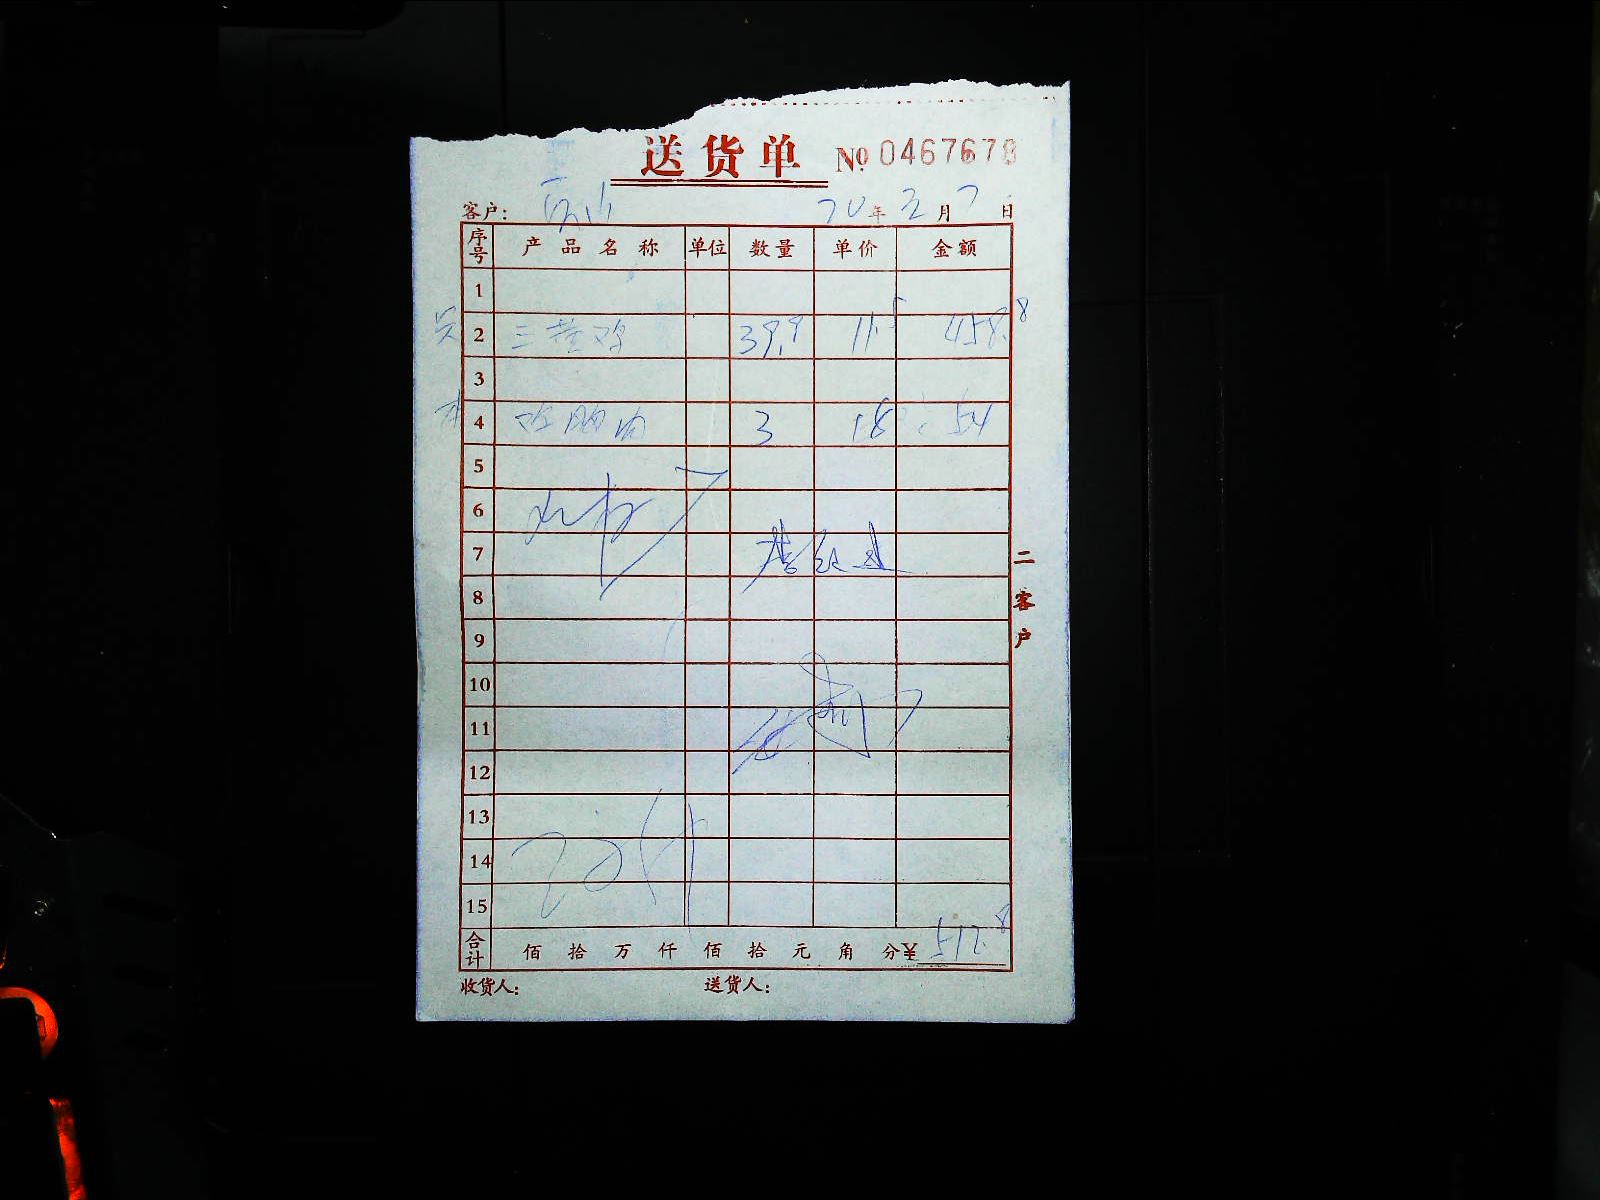 送货单 № 0467678
客户： 20年 月7日
序号 产品名称 单位 数量 单价 金额
1
2 三黄鸡 39.9 11.5 458.8
3
4 鸡胸肉 3 18 54
5
6
7
8
9
10
11
12
13
14
15
合计 佰 拾 万 仟 佰 拾 元 角 分 ¥ 512.8
收货人： 送货人：
二客户